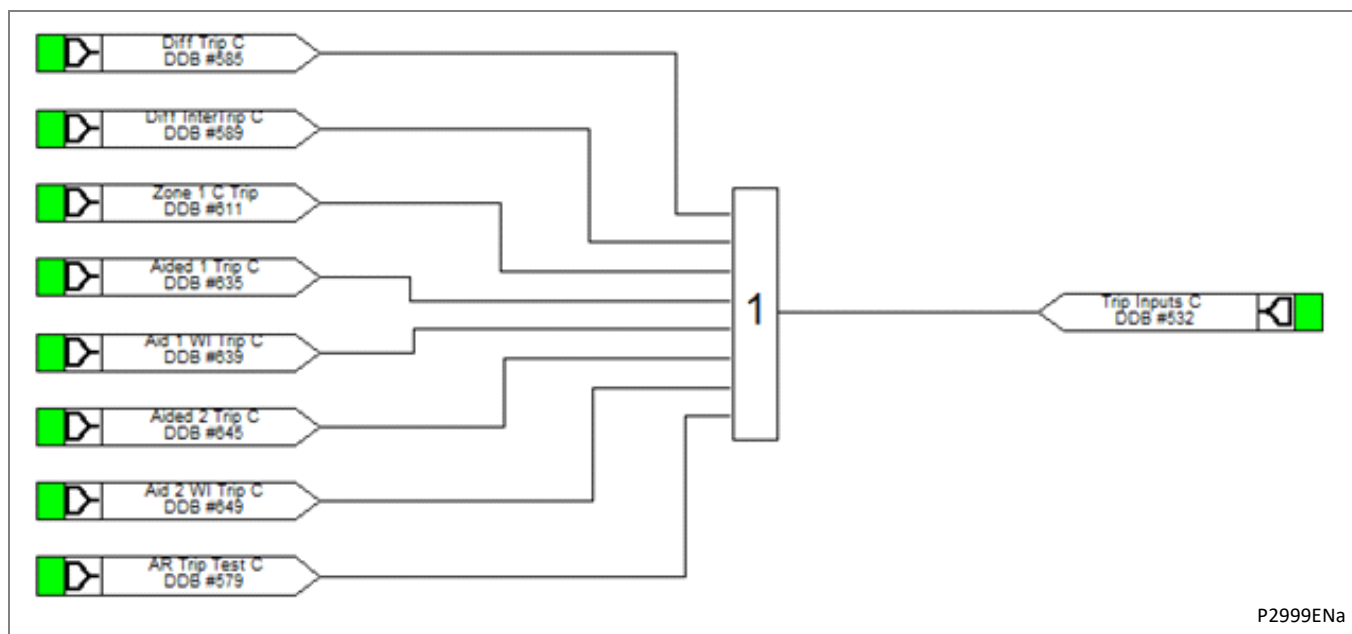 Diff Trip C
DDB #585
Diff InterTrip C
DDB #589
Zone 1 C Trip
DDB #611
Aided 1 Trip C
DDB #635
Aid 1 WI Trip C
DDB #639
Aided 2 Trip C
DDB #645
Aid 2 WI Trip C
DDB #649
AR Trip Test C
DDB #579
1
Trip Inputs C
DDB #532
P2999ENa